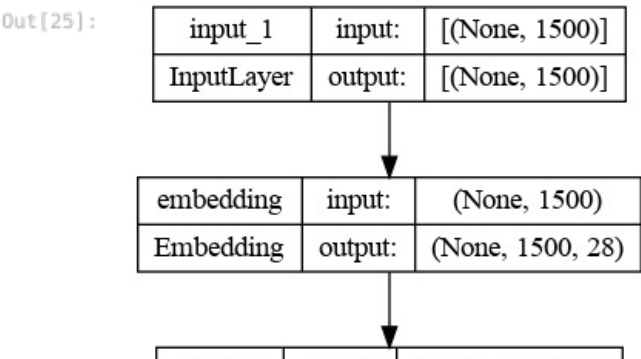 Out[25]:
input_1 input: [(None, 1500)]
InputLayer output: [(None, 1500)]
embedding input: (None, 1500)
Embedding output: (None, 1500, 28)